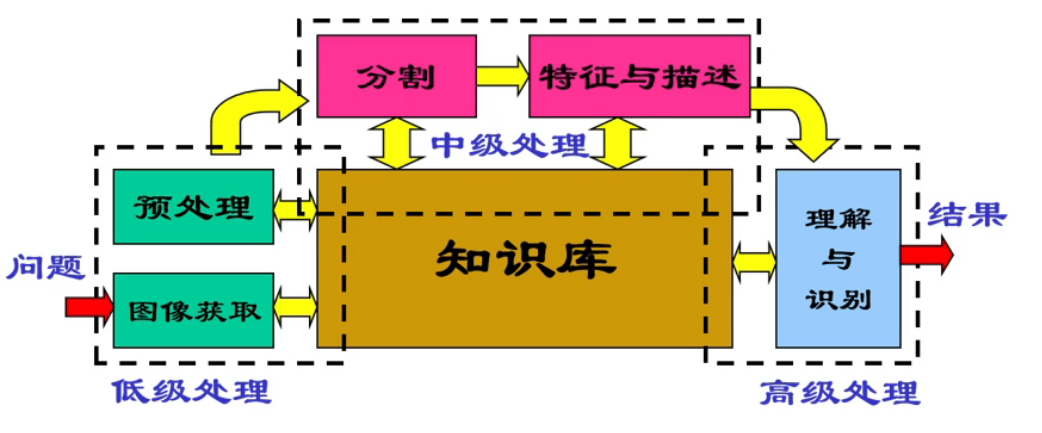 分割
特征与描述
中级处理
预处理
知识库
理解
与
识别
结果
问题
图像获取
低级处理
高级处理